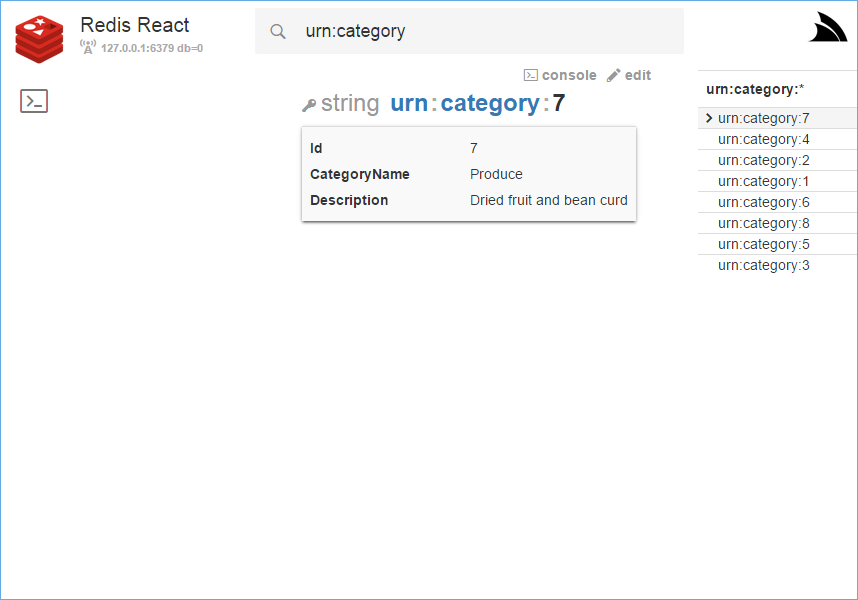 Redis React
127.0.0.1:6379 db=0
urn:category
console edit
string urn:category:7
Id 7
CategoryName Produce
Description Dried fruit and bean curd
urn:category:*
urn:category:7
urn:category:4
urn:category:2
urn:category:1
urn:category:6
urn:category:8
urn:category:5
urn:category:3